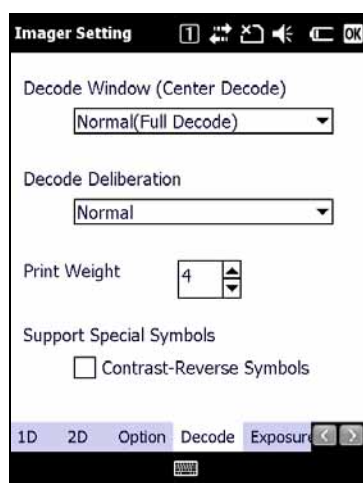 Imager Setting 1 OK
Decode Window (Center Decode)
Normal(Full Decode)
Decode Deliberation
Normal
Print Weight 4
Support Special Symbols
Contrast-Reverse Symbols
1D 2D Option Decode Exposure